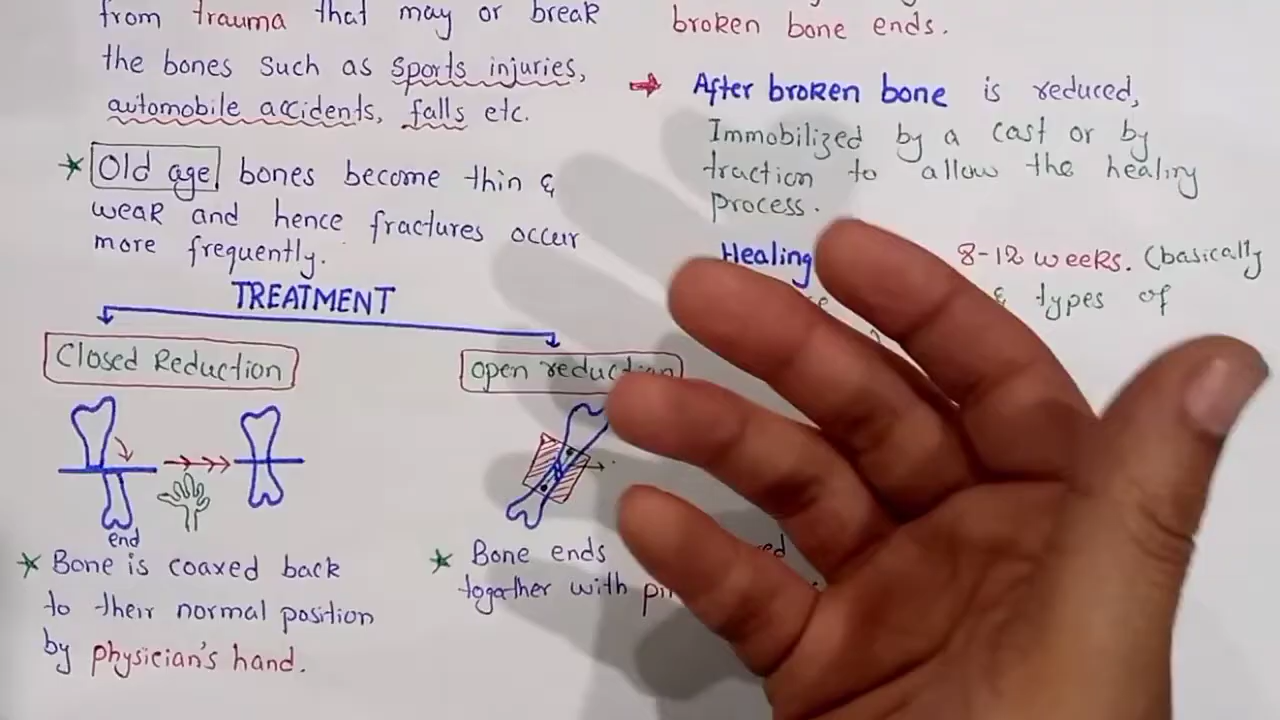 from trauma that may or break
the bones such as sports injuries,
automobile accidents, falls etc.
Old age bones become thin &
wear and hence fractures occur
more frequently.
broken bone ends.
After broken bone is reduced,
Immobilized by a cast or by
traction to allow the healing
process.
Healing 8-12 weeks. (basically
& types of
TREATMENT
Closed Reduction
end
Bone is coaxed back
to their normal position
by physician's hand.
open reduction
Bone ends
together with